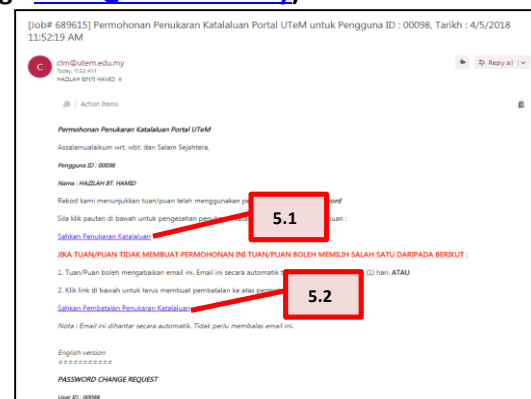 [Job# 689615] Permohonan Penukaran Katalaluan Portal UTeM untuk Pengguna ID : 00098, Tarikh : 4/5/2018
11:52:19 AM
C
clm@utem.edu.my
Today, 11:52 AM
HAZILAH BINTI HAMED
Reply all
Action Items
Permohonan Penukaran Katalaluan Portal UTeM
Assalamualaikum wrt. wbt. dan Salam Sejahtera,
Pengguna ID : 00098
Nama : HAZILAH BT. HAMID
Rekod kami menunjukkan tuan/puan telah menggunakan
Sila klik pautan di bawah untuk pengesahan
5.1
Sahkan Penukaran Katalaluan
JIKA TUAN/PUAN TIDAK MEMBUAT PERMOHONAN INI TUAN/PUAN BOLEH MEMILIH SALAH SATU DARIPADA BERIKUT :
1. Tuan/Puan boleh mengabaikan email ini. Email ini secara automatik (1) hari. ATAU
2. Klik link di bawah untuk terus membuat pembatalan ke atas
5.2
Sahkan Pembatalan Penukaran Katalaluan
Nota : Email ini dihantar secara automatik. Tidak perlu membalas email ini.
English version
===========
PASSWORD CHANGE REQUEST
User ID : 00098